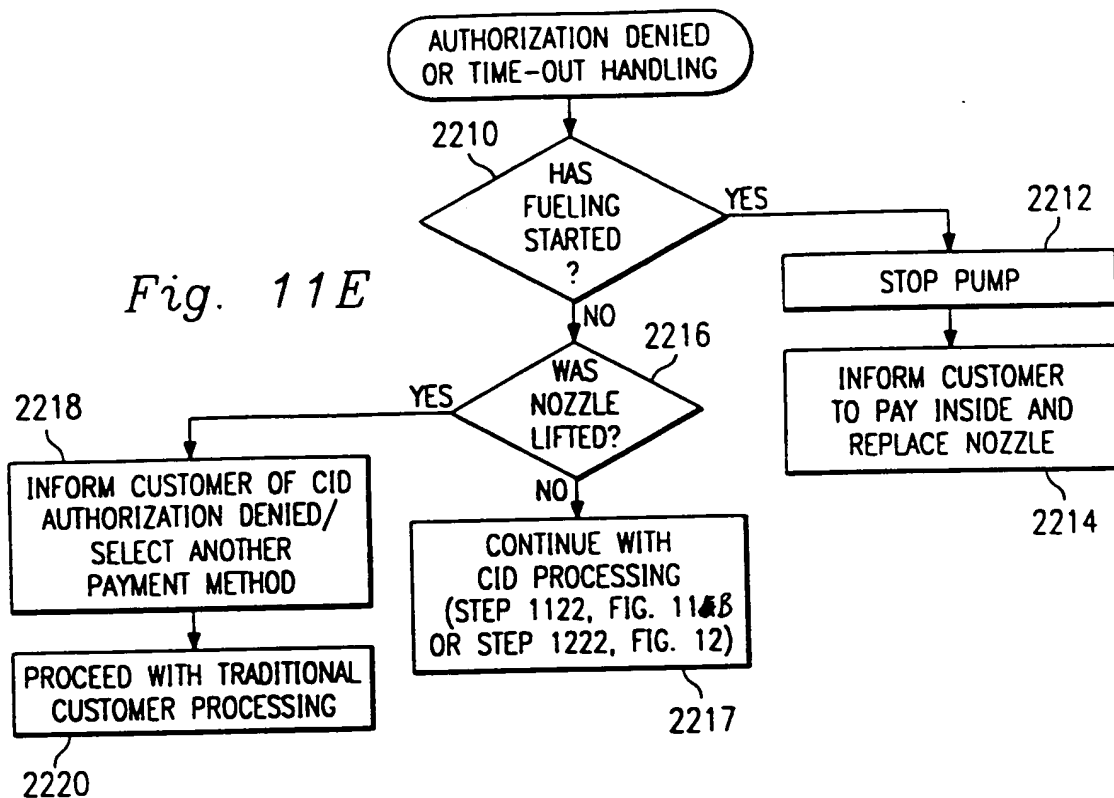 AUTHORIZATION DENIED
OR TIME-OUT HANDLING
2210
HAS
FUELING
STARTED
?
YES
2212
STOP PUMP
Fig. 11E
NO
2216
WAS
NOZZLE
LIFTED?
YES
INFORM CUSTOMER
TO PAY INSIDE AND
REPLACE NOZZLE
2214
2218
INFORM CUSTOMER OF CID
AUTHORIZATION DENIED/
SELECT ANOTHER
PAYMENT METHOD
NO
CONTINUE WITH
CID PROCESSING
(STEP 1122, FIG. 11B
OR STEP 1222, FIG. 12)
2217
PROCEED WITH TRADITIONAL
CUSTOMER PROCESSING
2220